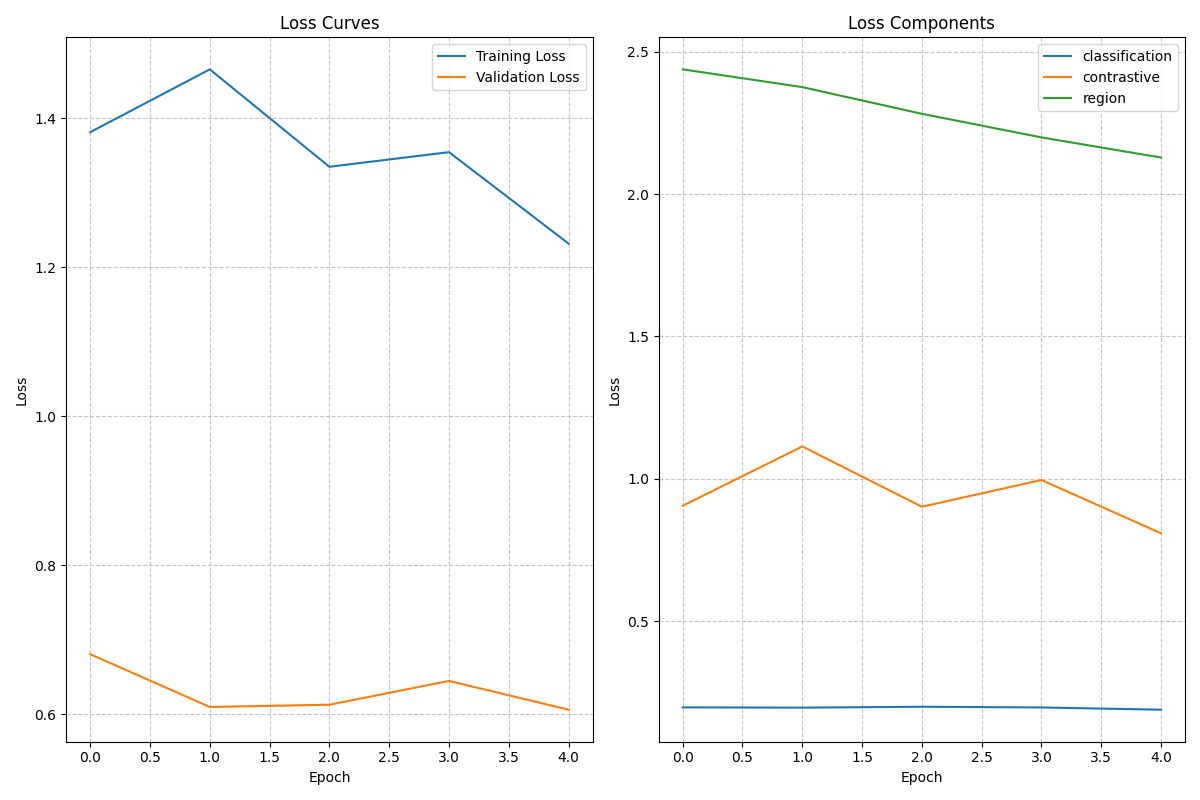 Loss Curves
Training Loss
Validation Loss
1.4
1.2
1.0
0.8
0.6
Loss
0.0 0.5 1.0 1.5 2.0 2.5 3.0 3.5 4.0
Epoch
Loss Components
classification
contrastive
region
2.5
2.0
1.5
1.0
0.5
Loss
0.0 0.5 1.0 1.5 2.0 2.5 3.0 3.5 4.0
Epoch